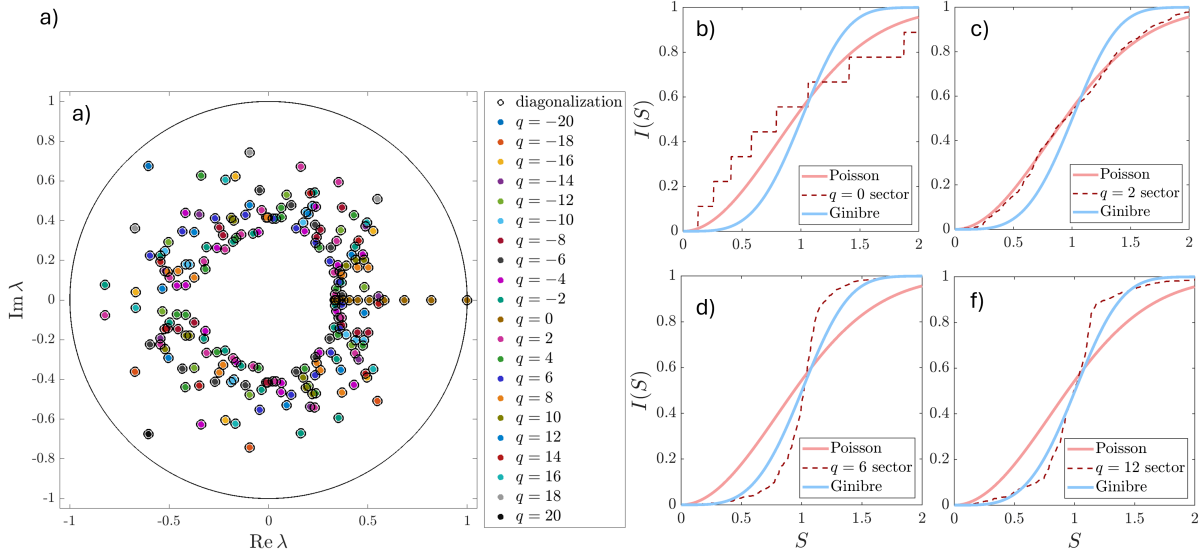 a)
a)
Im λ
1
0.8
0.6
0.4
0.2
0
-0.2
-0.4
-0.6
-0.8
-1
-1
-0.5
0
0.5
1
Re λ
diagonalization
q = −20
q = −18
q = −16
q = −14
q = −12
q = −10
q = −8
q = −6
q = −4
q = −2
q = 0
q = 2
q = 4
q = 6
q = 8
q = 10
q = 12
q = 14
q = 16
q = 18
q = 20
b)
I(S)
1
0.8
0.6
0.4
0.2
0
0
0.5
1
1.5
2
Poisson
q = 0 sector
Ginibre
c)
1
0.8
0.6
0.4
0.2
0
0
0.5
1
1.5
2
Poisson
q = 2 sector
Ginibre
d)
I(S)
1
0.8
0.6
0.4
0.2
0
0
0.5
1
1.5
2
S
Poisson
q = 6 sector
Ginibre
f)
1
0.8
0.6
0.4
0.2
0
0
0.5
1
1.5
2
S
Poisson
q = 12 sector
Ginibre